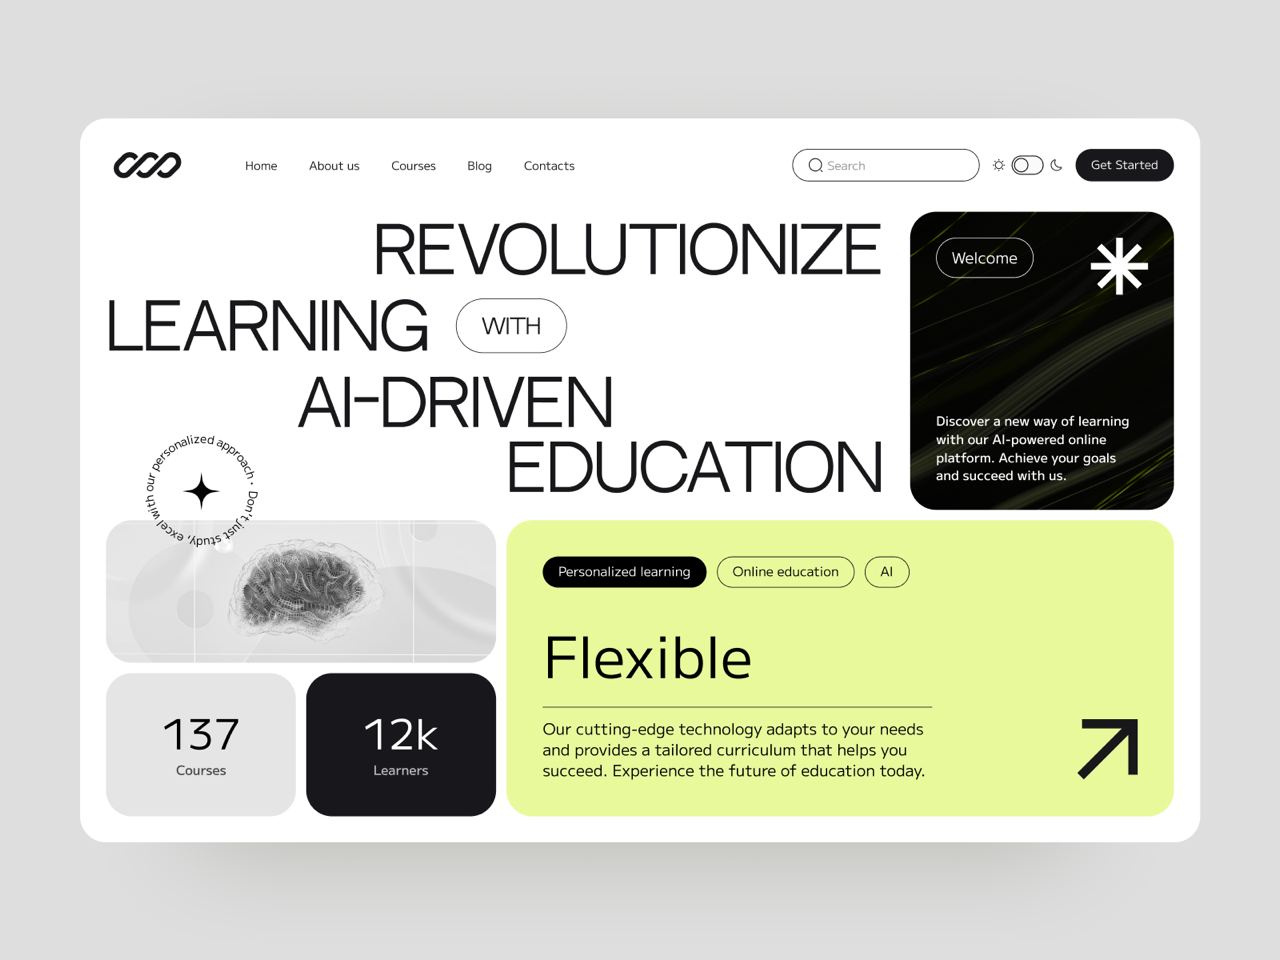 Home
About us
Courses
Blog
Contacts
Search
Get Started
REVOLUTIONIZE
LEARNING WITH
AI-DRIVEN
EDUCATION
Welcome
Discover a new way of learning
with our AI-powered online
platform. Achieve your goals
and succeed with us.
Don't just study, excel with our personalized approach ·
137
Courses
12k
Learners
Personalized learning
Online education
AI
Flexible
Our cutting-edge technology adapts to your needs
and provides a tailored curriculum that helps you
succeed. Experience the future of education today.